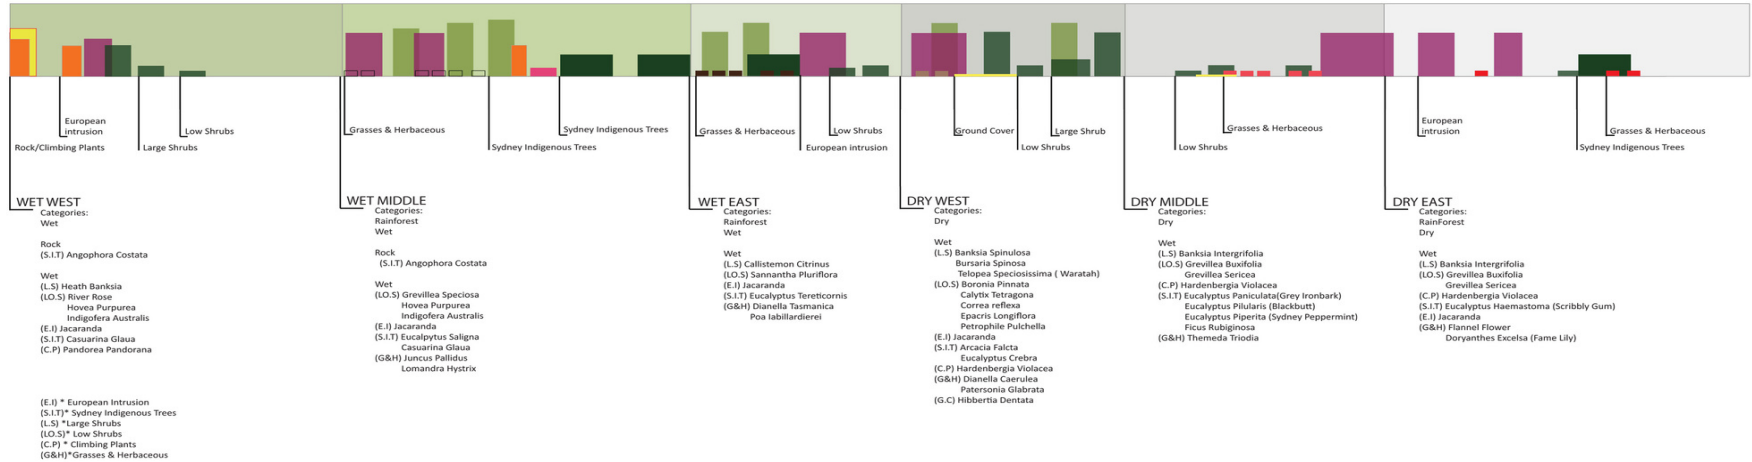 European
intrusion
Low Shrubs
Rock/Climbing Plants
Large Shrubs
Grasses & Herbaceous
Sydney Indigenous Trees
Sydney Indigenous Trees
Grasses & Herbaceous
Low Shrubs
European intrusion
Ground Cover
Large Shrub
Low Shrubs
Grasses & Herbaceous
Low Shrubs
European
intrusion
Grasses & Herbaceous
Sydney Indigenous Trees
WET WEST
Categories:
Wet
Rock
(S.I.T) Angophora Costata
Wet
(L.S) Heath Banksia
(LO.S) River Rose
Hovea Purpurea
Indigofera Australis
(E.I) Jacaranda
(S.I.T) Casuarina Glaua
(C.P) Pandorea Pandorana
(E.I) * European Intrusion
(S.I.T)* Sydney Indigenous Trees
(L.S) *Large Shrubs
(LO.S)* Low Shrubs
(C.P) * Climbing Plants
(G&H)*Grasses & Herbaceous
WET MIDDLE
Categories:
Rainforest
Wet
Rock
(S.I.T) Angophora Costata
Wet
(LO.S) Grevillea Speciosa
Hovea Purpurea
Indigofera Australis
(E.I) Jacaranda
(S.I.T) Eucalpytus Saligna
Casuarina Glaua
(G&H) Juncus Pallidus
Lomandra Hystrix
WET EAST
Categories:
Rainforest
Wet
Wet
(L.S) Callistemon Citrinus
(LO.S) Sannantha Pluriflora
(E.I) Jacaranda
(S.I.T) Eucalyptus Tereticornis
(G&H) Dianella Tasmanica
Poa labillardierei
DRY WEST
Categories:
Dry
Wet
(L.S) Banksia Spinulosa
Bursaria Spinosa
Telopea Speciosissima ( Waratah)
(LO.S) Boronia Pinnata
Calytix Tetragona
Correa reflexa
Epacris Longiflora
Petrophile Pulchella
(E.I) Jacaranda
(S.I.T) Arcacia Falcta
Eucalyptus Crebra
(C.P) Hardenbergia Violacea
(G&H) Dianella Caerulea
Patersonia Glabrata
(G.C) Hibbertia Dentata
DRY MIDDLE
Categories:
Dry
Wet
(L.S) Banksia Intergrifolia
(LO.S) Grevillea Buxifolia
Grevillea Sericea
(C.P) Hardenbergia Violacea
(S.I.T) Eucalyptus Paniculata(Grey Ironbark)
Eucalyptus Pilularis (Blackbutt)
Eucalyptus Piperita (Sydney Peppermint)
Ficus Rubiginosa
(G&H) Themeda Triodia
DRY EAST
Categories:
RainForest
Dry
Wet
(L.S) Banksia Intergrifolia
(LO.S) Grevillea Buxifolia
Grevillea Sericea
(C.P) Hardenbergia Violacea
(S.I.T) Eucalyptus Haemastoma (Scribbly Gum)
(E.I) Jacaranda
(G&H) Flannel Flower
Doryanthes Excelsa (Fame Lily)